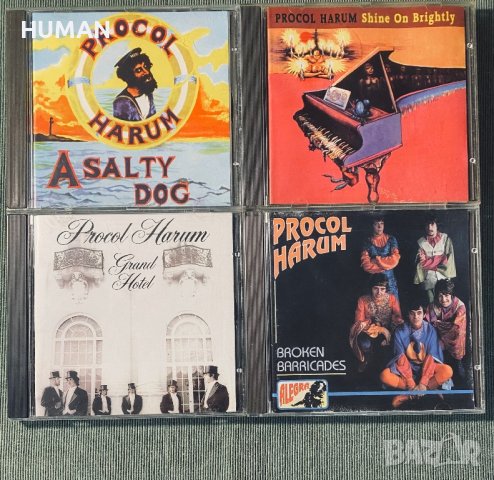 HUMAN
PROCOL
HARUM
A SALTY
DOG
PROCOL HARUM Shine On Brightly
Procol Harum
Grand
Hotel
PROCOL
HARUM
BROKEN
BARRICADES
ALEGRA
BAZAR